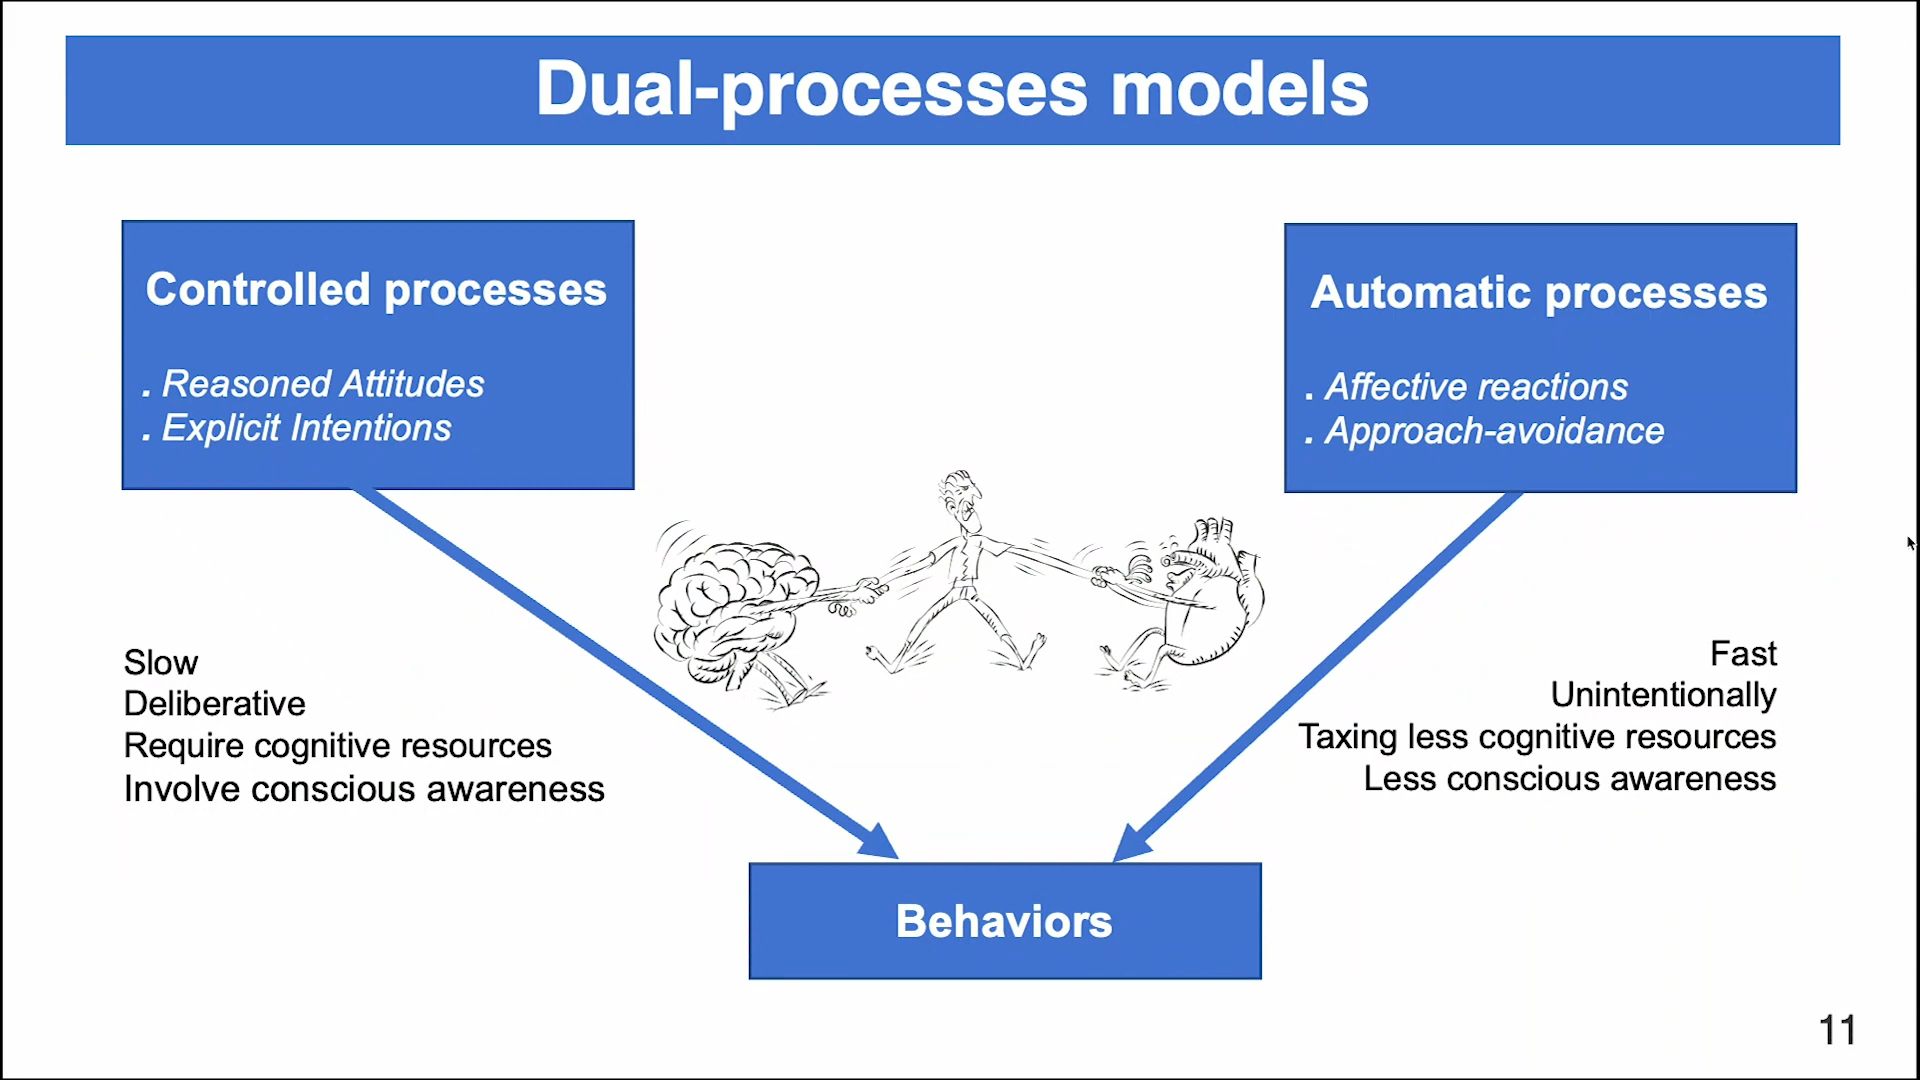 Dual-processes models
Controlled processes
. Reasoned Attitudes
. Explicit Intentions
Automatic processes
. Affective reactions
. Approach-avoidance
Slow
Deliberative
Require cognitive resources
Involve conscious awareness
Fast
Unintentionally
Taxing less cognitive resources
Less conscious awareness
Behaviors
11